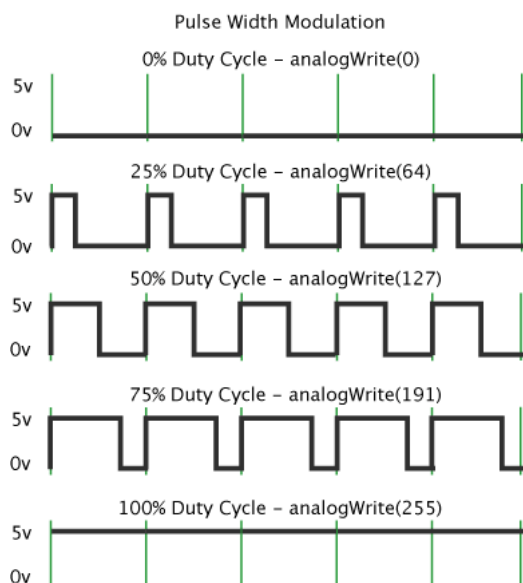 Pulse Width Modulation
0% Duty Cycle – analogWrite(0)
5v
0v
25% Duty Cycle – analogWrite(64)
5v
0v
50% Duty Cycle – analogWrite(127)
5v
0v
75% Duty Cycle – analogWrite(191)
5v
0v
100% Duty Cycle – analogWrite(255)
5v
0v